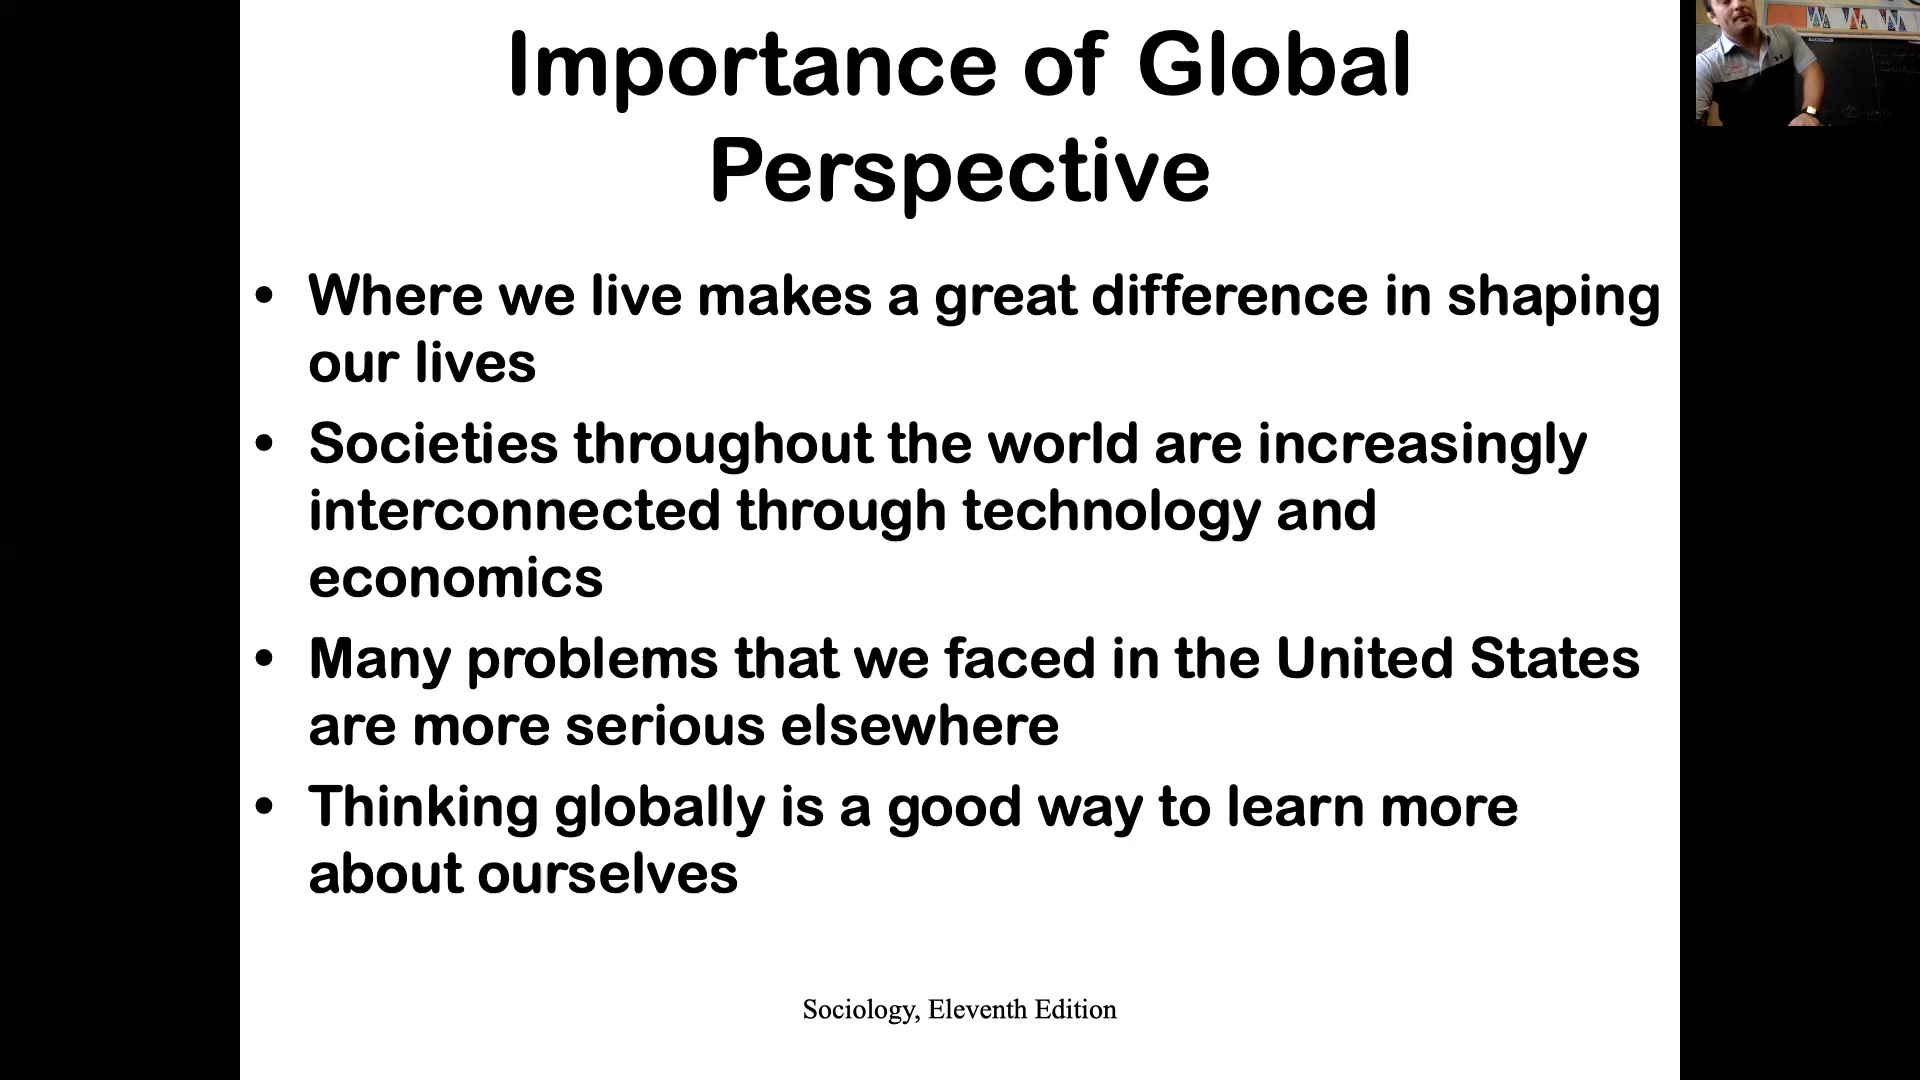 Importance of Global
Perspective
• Where we live makes a great difference in shaping
our lives
• Societies throughout the world are increasingly
interconnected through technology and
economics
• Many problems that we faced in the United States
are more serious elsewhere
• Thinking globally is a good way to learn more
about ourselves
Sociology, Eleventh Edition